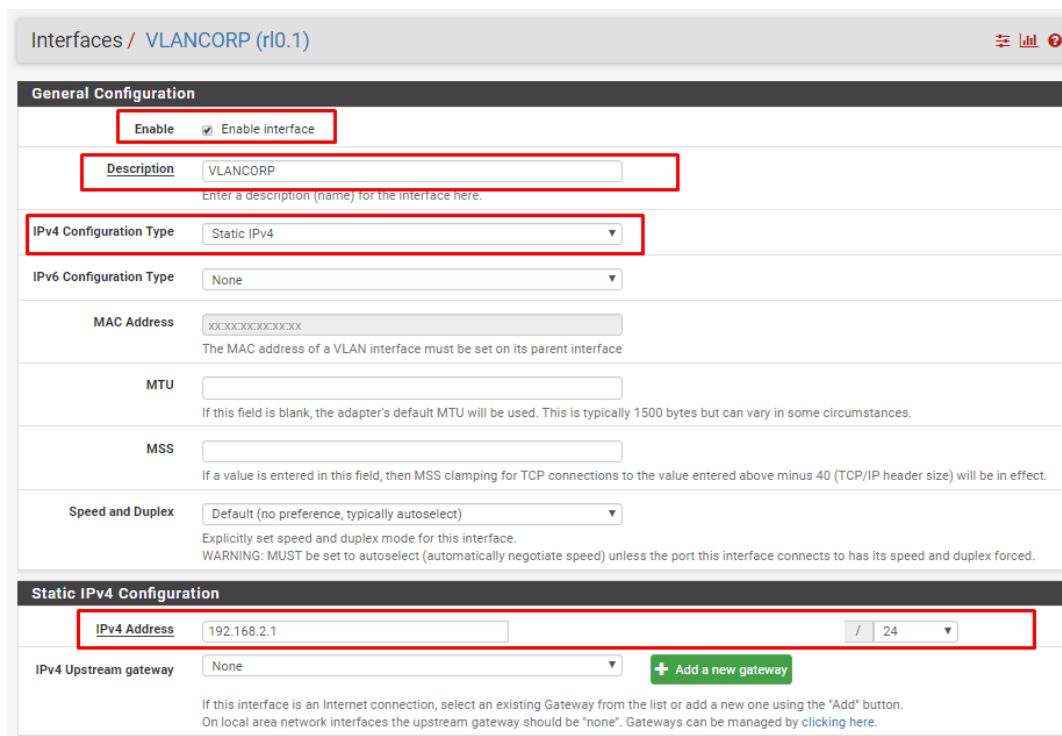 Interfaces / VLANCORP (rl0.1)
General Configuration
Enable Enable interface
Description VLANCORP
Enter a description (name) for the interface here.
IPv4 Configuration Type Static IPv4
IPv6 Configuration Type None
MAC Address xx:xx:xx:xx:xx:xx
The MAC address of a VLAN interface must be set on its parent interface
MTU
If this field is blank, the adapter's default MTU will be used. This is typically 1500 bytes but can vary in some circumstances.
MSS
If a value is entered in this field, then MSS clamping for TCP connections to the value entered above minus 40 (TCP/IP header size) will be in effect.
Speed and Duplex Default (no preference, typically autoselect)
Explicitly set speed and duplex mode for this interface.
WARNING: MUST be set to autoselect (automatically negotiate speed) unless the port this interface connects to has its speed and duplex forced.
Static IPv4 Configuration
IPv4 Address 192.168.2.1 / 24
IPv4 Upstream gateway None + Add a new gateway
If this interface is an Internet connection, select an existing Gateway from the list or add a new one using the "Add" button.
On local area network interfaces the upstream gateway should be "none". Gateways can be managed by clicking here.